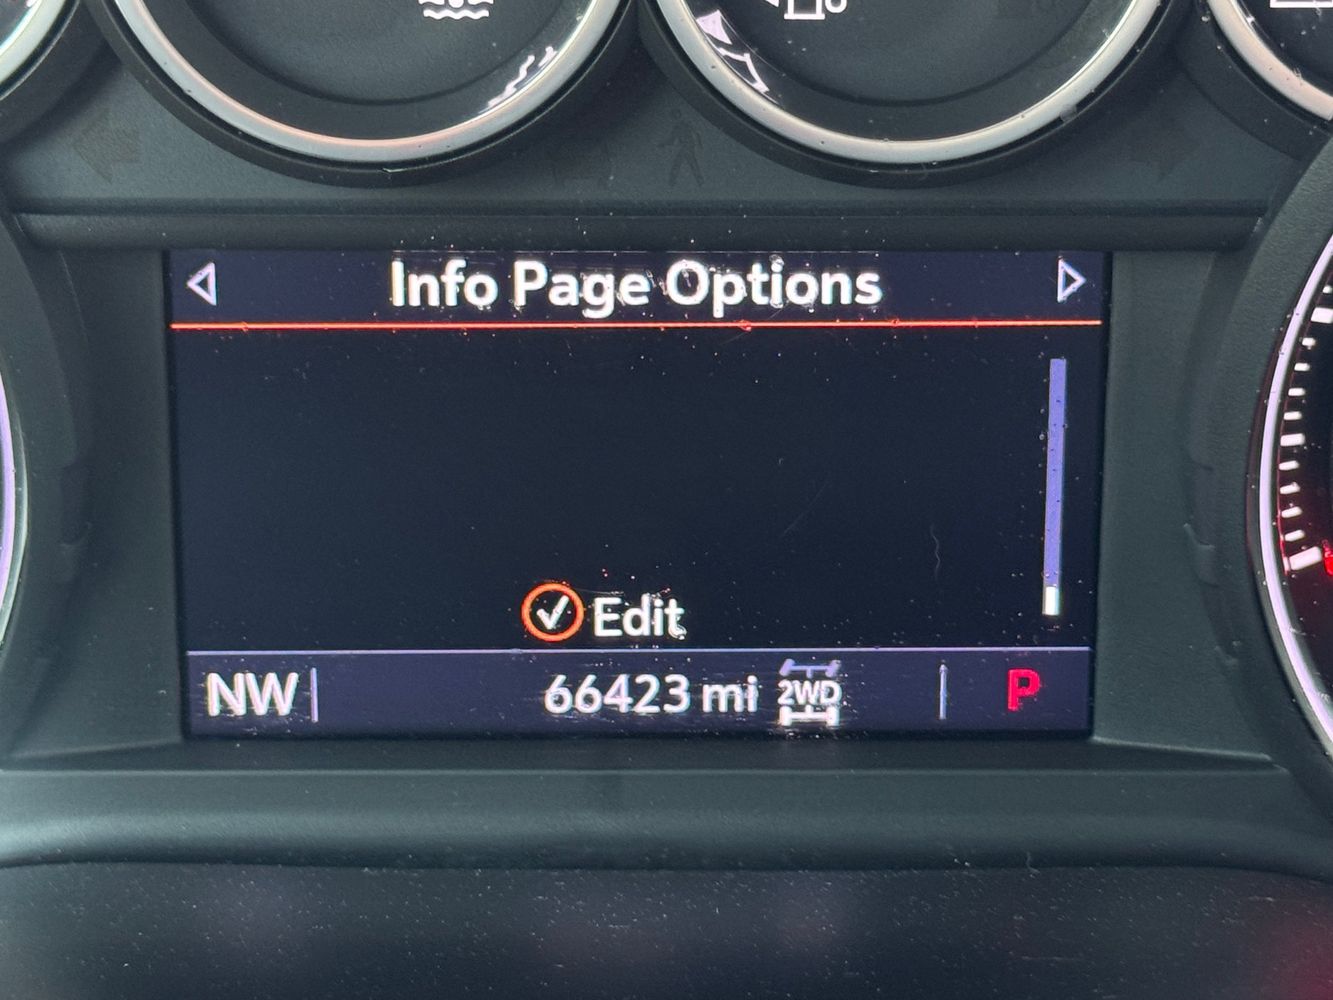 Info Page Options
Edit
NW 66423 mi 2WD P